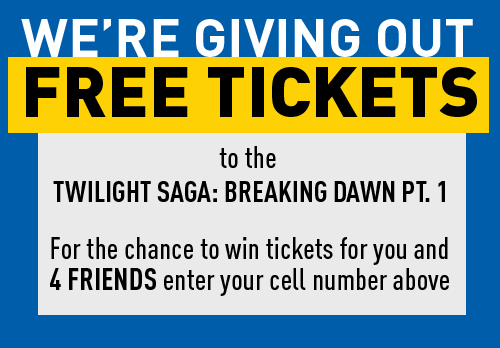 WE'RE GIVING OUT
FREE TICKETS
to the
TWILIGHT SAGA: BREAKING DAWN PT. 1
For the chance to win tickets for you and
4 FRIENDS enter your cell number above